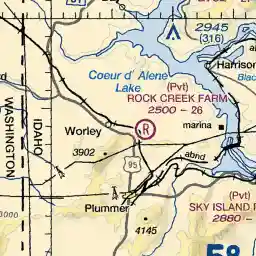 2945
(316)
Coeur d' Alene
Lake
Harrison
(Pvt)
ROCK CREEK FARM
2500 - 26
marina
R
Worley
WASHINGTON
IDAHO
3902
95
abnd
(Pvt)
SKY ISLAND
2880 -
Plummer
4145